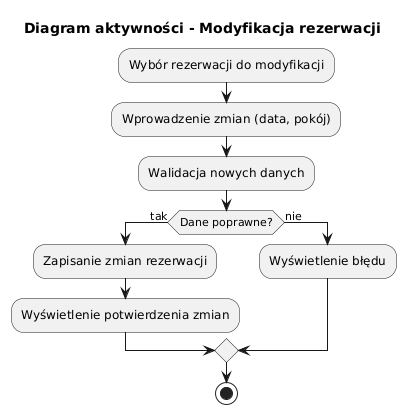 Diagram aktywności - Modyfikacja rezerwacji
Wybór rezerwacji do modyfikacji
Wprowadzenie zmian (data, pokój)
Walidacja nowych danych
Dane poprawne?
tak
nie
Zapisanie zmian rezerwacji
Wyświetlenie błędu
Wyświetlenie potwierdzenia zmian